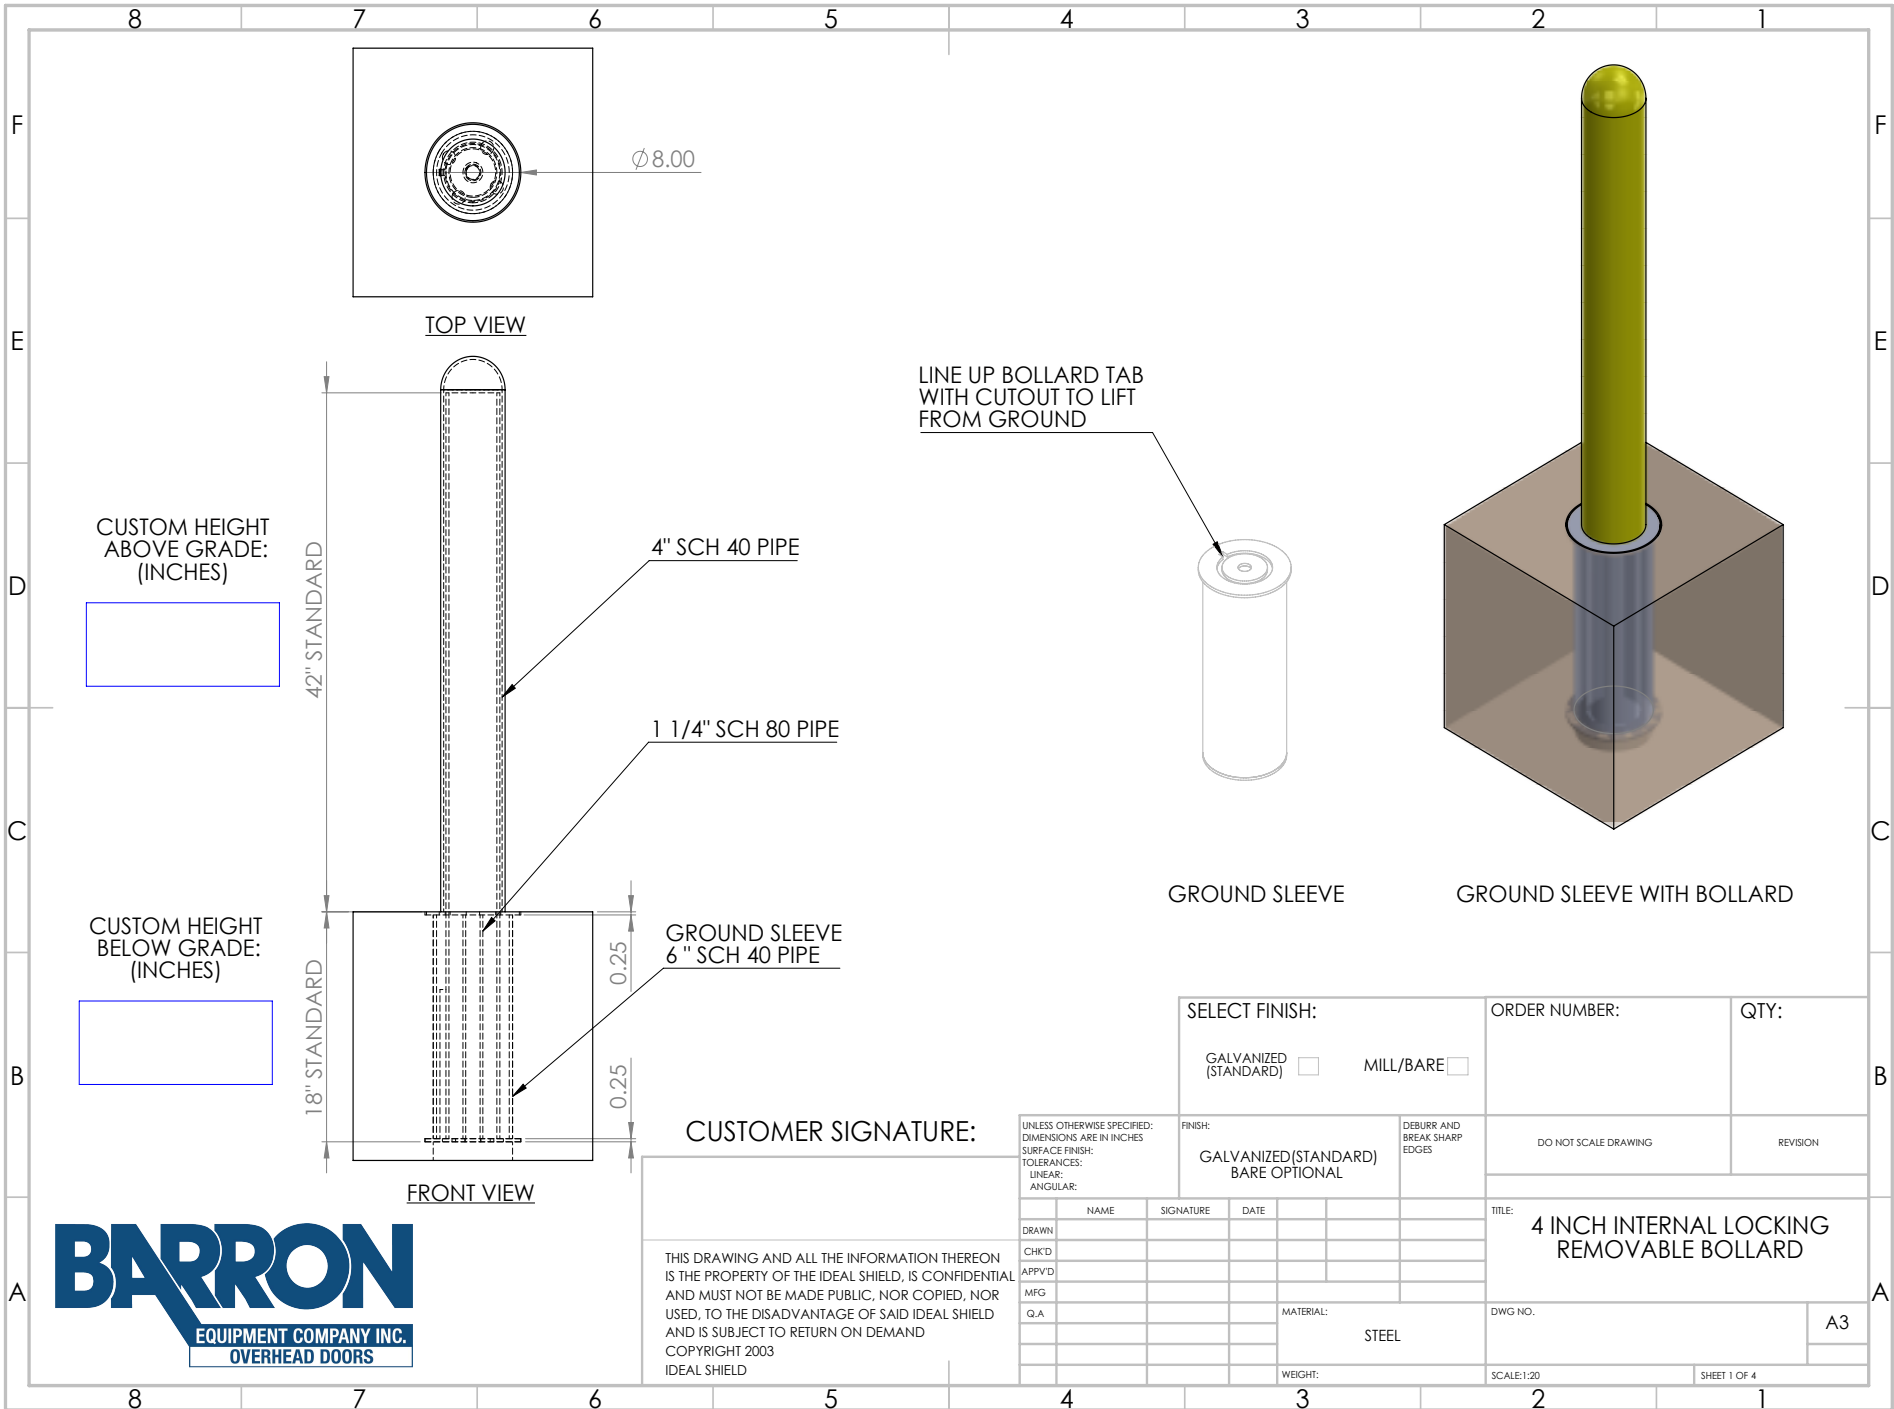 8 7 6 5 4 3 2 1
F
F
⌀8.00
TOP VIEW
E
E
LINE UP BOLLARD TAB
WITH CUTOUT TO LIFT
FROM GROUND
CUSTOM HEIGHT
ABOVE GRADE:
(INCHES)
42" STANDARD
4" SCH 40 PIPE
D
D
1 1/4" SCH 80 PIPE
C
C
GROUND SLEEVE
GROUND SLEEVE WITH BOLLARD
CUSTOM HEIGHT
BELOW GRADE:
(INCHES)
18" STANDARD
0.25
GROUND SLEEVE
6 " SCH 40 PIPE
0.25
B
B
FRONT VIEW
CUSTOMER SIGNATURE:
SELECT FINISH:
GALVANIZED
(STANDARD)
MILL/BARE
ORDER NUMBER:
QTY:
UNLESS OTHERWISE SPECIFIED:
DIMENSIONS ARE IN INCHES
SURFACE FINISH:
TOLERANCES:
LINEAR:
ANGULAR:
FINISH:
GALVANIZED(STANDARD)
BARE OPTIONAL
DEBURR AND
BREAK SHARP
EDGES
DO NOT SCALE DRAWING
REVISION
NAME SIGNATURE DATE
DRAWN
CHK'D
APPV'D
MFG
Q.A
TITLE:
4 INCH INTERNAL LOCKING
REMOVABLE BOLLARD
MATERIAL:
STEEL
DWG NO.
A3
WEIGHT:
SCALE:1:20
SHEET 1 OF 4
A
A
BARRON
EQUIPMENT COMPANY INC.
OVERHEAD DOORS
THIS DRAWING AND ALL THE INFORMATION THEREON
IS THE PROPERTY OF THE IDEAL SHIELD, IS CONFIDENTIAL
AND MUST NOT BE MADE PUBLIC, NOR COPIED, NOR
USED, TO THE DISADVANTAGE OF SAID IDEAL SHIELD
AND IS SUBJECT TO RETURN ON DEMAND
COPYRIGHT 2003
IDEAL SHIELD
8 7 6 5 4 3 2 1